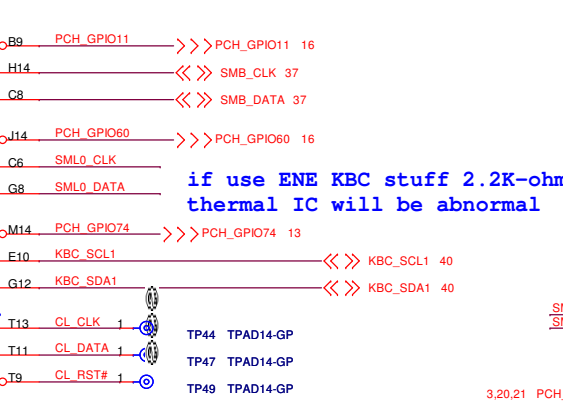 B9 PCH_GPIO11 PCH_GPIO11 16
H14 SMB_CLK 37
C8 SMB_DATA 37
J14 PCH_GPIO60 PCH_GPIO60 16
C6 SML0_CLK
G8 SML0_DATA
if use ENE KBC stuff 2.2K-ohm
thermal IC will be abnormal
M14 PCH_GPIO74 PCH_GPIO74 13
E10 KBC_SCL1 KBC_SCL1 40
G12 KBC_SDA1 KBC_SDA1 40
T13 CL_CLK 1 TP44 TPAD14-GP
T11 CL_DATA 1 TP47 TPAD14-GP
T9 CL_RST# 1 TP49 TPAD14-GP
3,20,21 PCH_